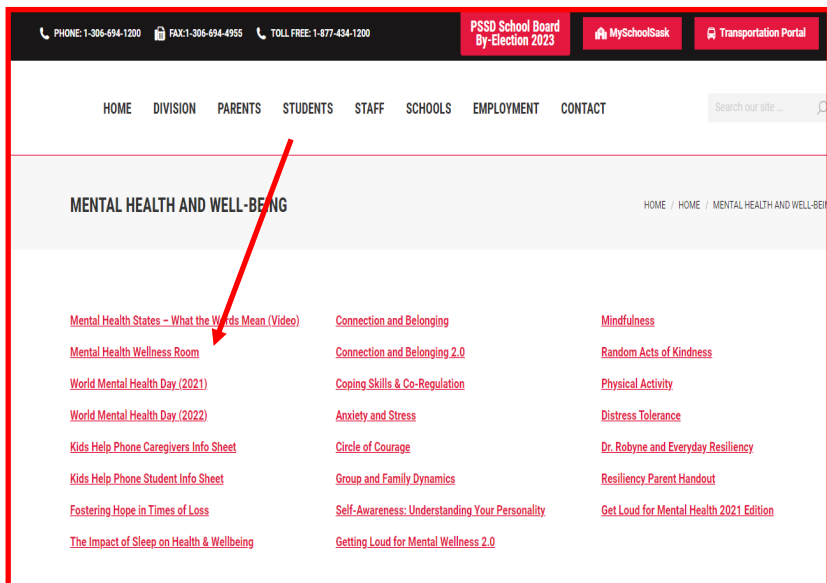 PHONE: 1-306-694-1200 FAX:1-306-694-4955 TOLL FREE: 1-877-434-1200
PSSD School Board
By-Election 2023
MySchoolSask
Transportation Portal
HOME DIVISION PARENTS STUDENTS STAFF SCHOOLS EMPLOYMENT CONTACT
Search our site ...
MENTAL HEALTH AND WELL-BEING
HOME / HOME / MENTAL HEALTH AND WELL-BEIN
Mental Health States – What the Words Mean (Video)
Mental Health Wellness Room
World Mental Health Day (2021)
World Mental Health Day (2022)
Kids Help Phone Caregivers Info Sheet
Kids Help Phone Student Info Sheet
Fostering Hope in Times of Loss
The Impact of Sleep on Health & Wellbeing
Connection and Belonging
Connection and Belonging 2.0
Coping Skills & Co-Regulation
Anxiety and Stress
Circle of Courage
Group and Family Dynamics
Self-Awareness: Understanding Your Personality
Getting Loud for Mental Wellness 2.0
Mindfulness
Random Acts of Kindness
Physical Activity
Distress Tolerance
Dr. Robyne and Everyday Resiliency
Resiliency Parent Handout
Get Loud for Mental Health 2021 Edition